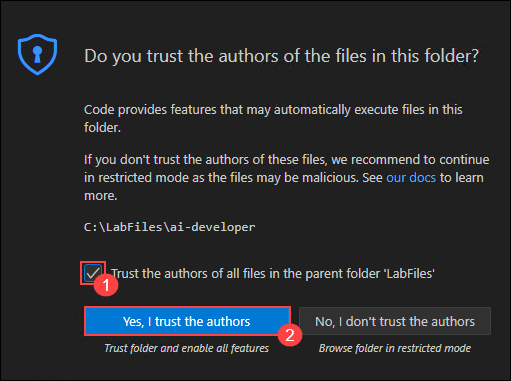 Do you trust the authors of the files in this folder?
Code provides features that may automatically execute files in this
folder.
If you don't trust the authors of these files, we recommend to continue
in restricted mode as the files may be malicious. See our docs to learn
more.
C:\LabFiles\ai-developer
Trust the authors of all files in the parent folder 'LabFiles'
1
Yes, I trust the authors
2
No, I don't trust the authors
Trust folder and enable all features
Browse folder in restricted mode